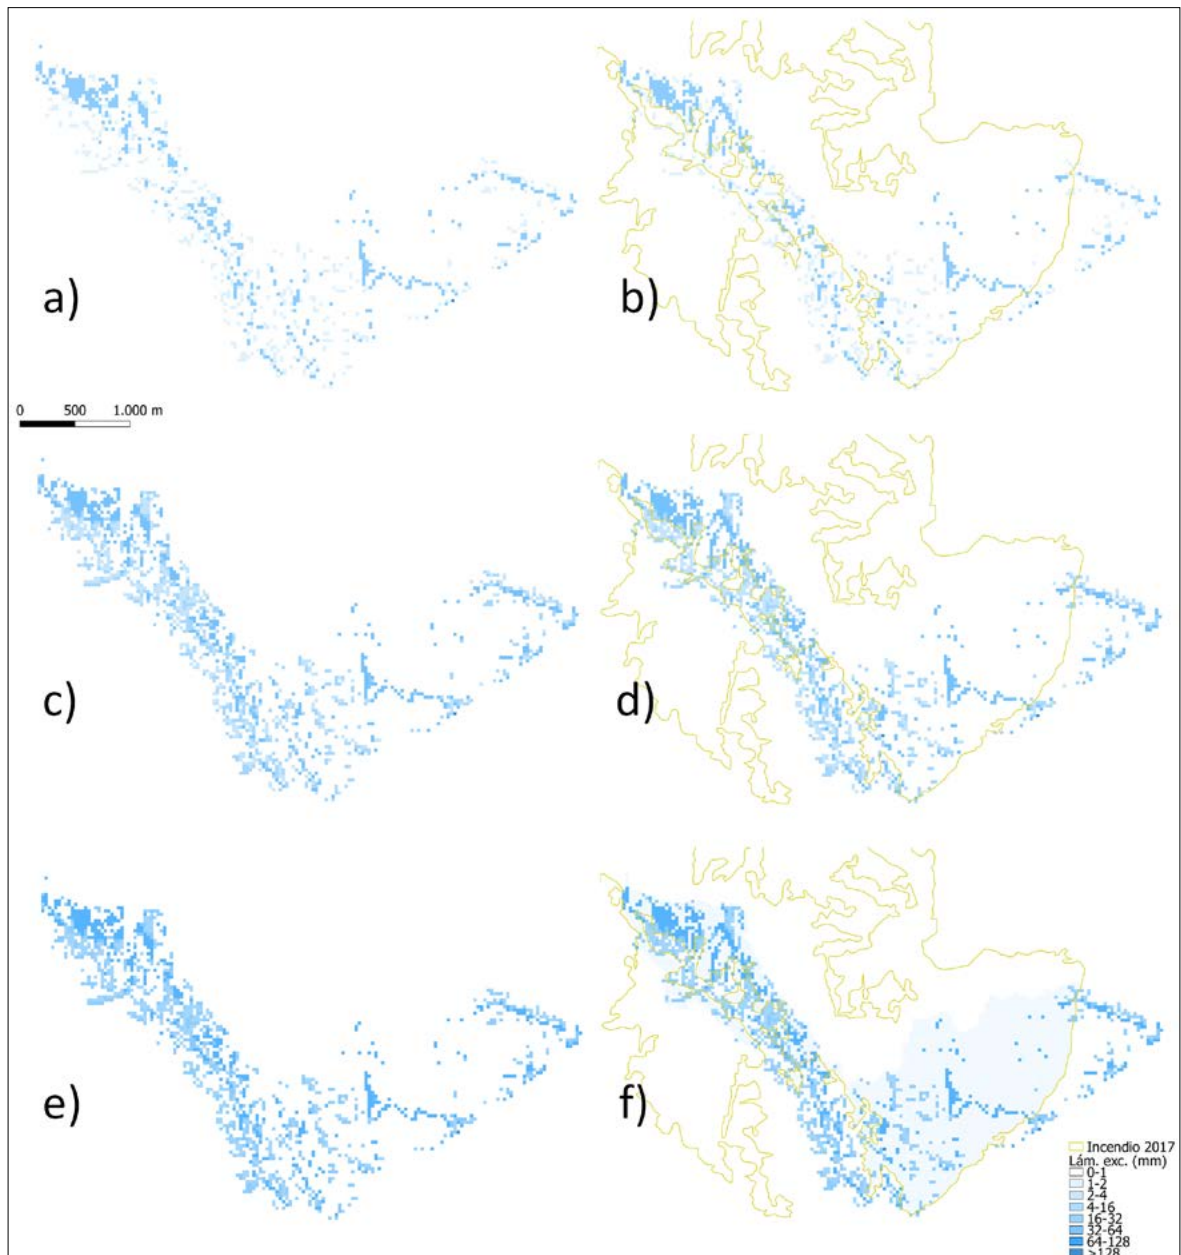 a)
b)
0 500 1.000 m
c)
d)
e)
f)
Incendio 2017
Lám. exc. (mm)
0-1
1-2
2-4
4-16
16-32
32-64
64-128
>128